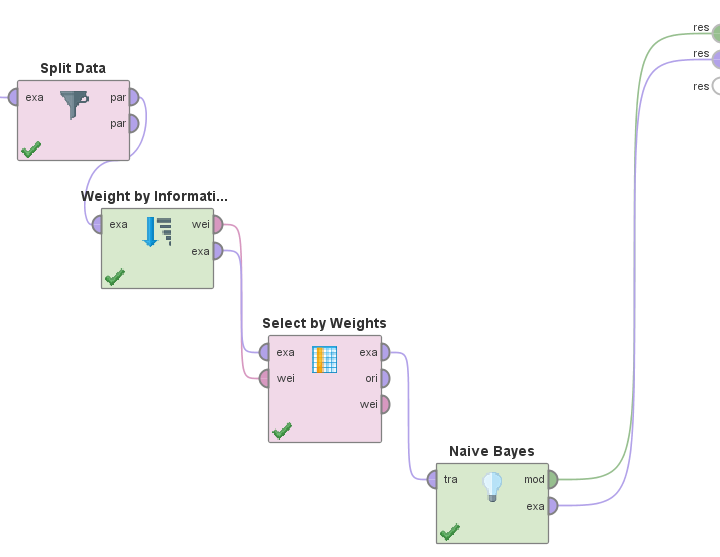 res
res
res
Split Data
exa par
par
Weight by Informati...
exa wei
exa
Select by Weights
exa exa
wei ori
wei
Naive Bayes
tra mod
exa